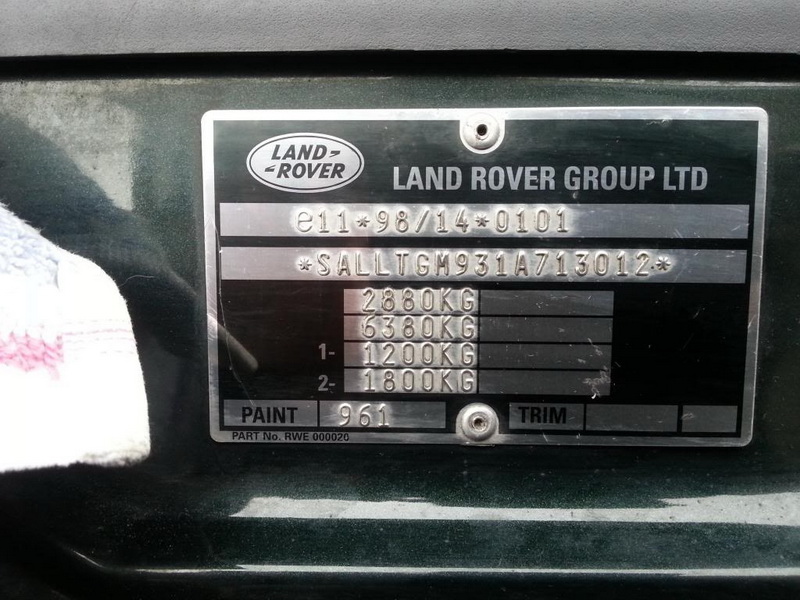 LAND-
-ROVER
LAND ROVER GROUP LTD
e11*98/14*0101
*SALLTGM931A713012*
2880KG
6380KG
1- 1200KG
2- 1800KG
PAINT 961 TRIM
PART No. RWE 000020